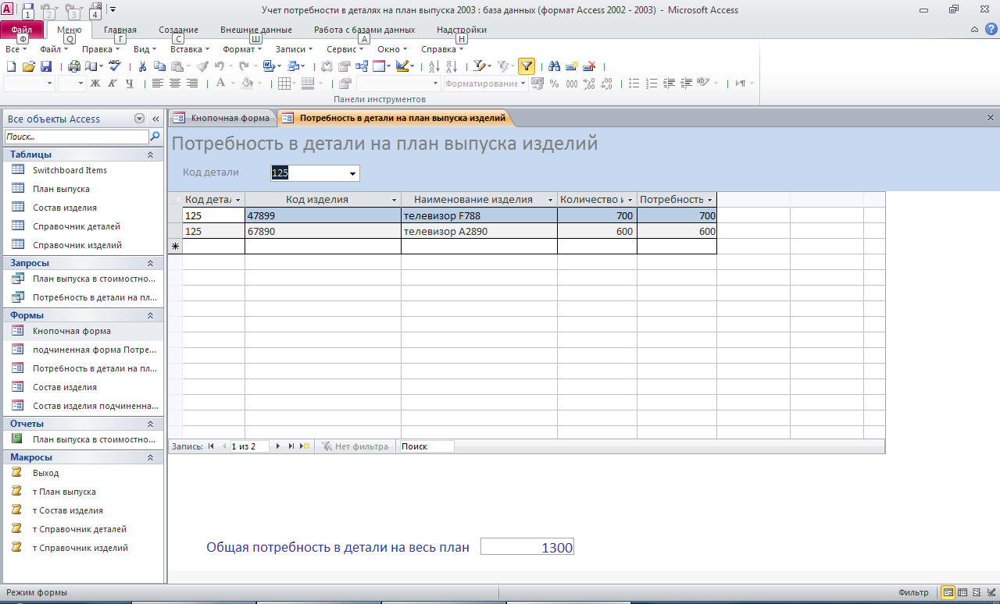 Учет потребности в деталях на план выпуска 2003 : база данных (формат Access 2002 - 2003) - Microsoft Access
1 2 3 4
Файл Меню Главная Создание Внешние данные Работа с базами данных Надстройки
Ф Q Г С Ш А Н
Все Файл Правка Вид Вставка Формат Записи Сервис Окно Справка
Ж К Ч Форматирование % 000
Панели инструментов
Все объекты Access
Поиск...
Таблицы
Switchboard Items
План выпуска
Состав изделия
Справочник деталей
Справочник изделий
Запросы
План выпуска в стоимостно...
Потребность в детали на пл...
Формы
Кнопочная форма
подчиненная форма Потре...
Потребность в детали на пл...
Состав изделия
Состав изделия подчиненна...
Отчеты
План выпуска в стоимостно...
Макросы
Выход
т План выпуска
т Состав изделия
т Справочник деталей
т Справочник изделий
Кнопочная форма Потребность в детали на план выпуска изделий
Потребность в детали на план выпуска изделий
Код детали 125
Код детал Код изделия Наименование изделия Количество и Потребность
125 47899 телевизор F788 700 700
125 67890 телевизор A2890 600 600
Запись: 1 из 2 Нет фильтра Поиск
Общая потребность в детали на весь план 1300
Режим формы Фильтр